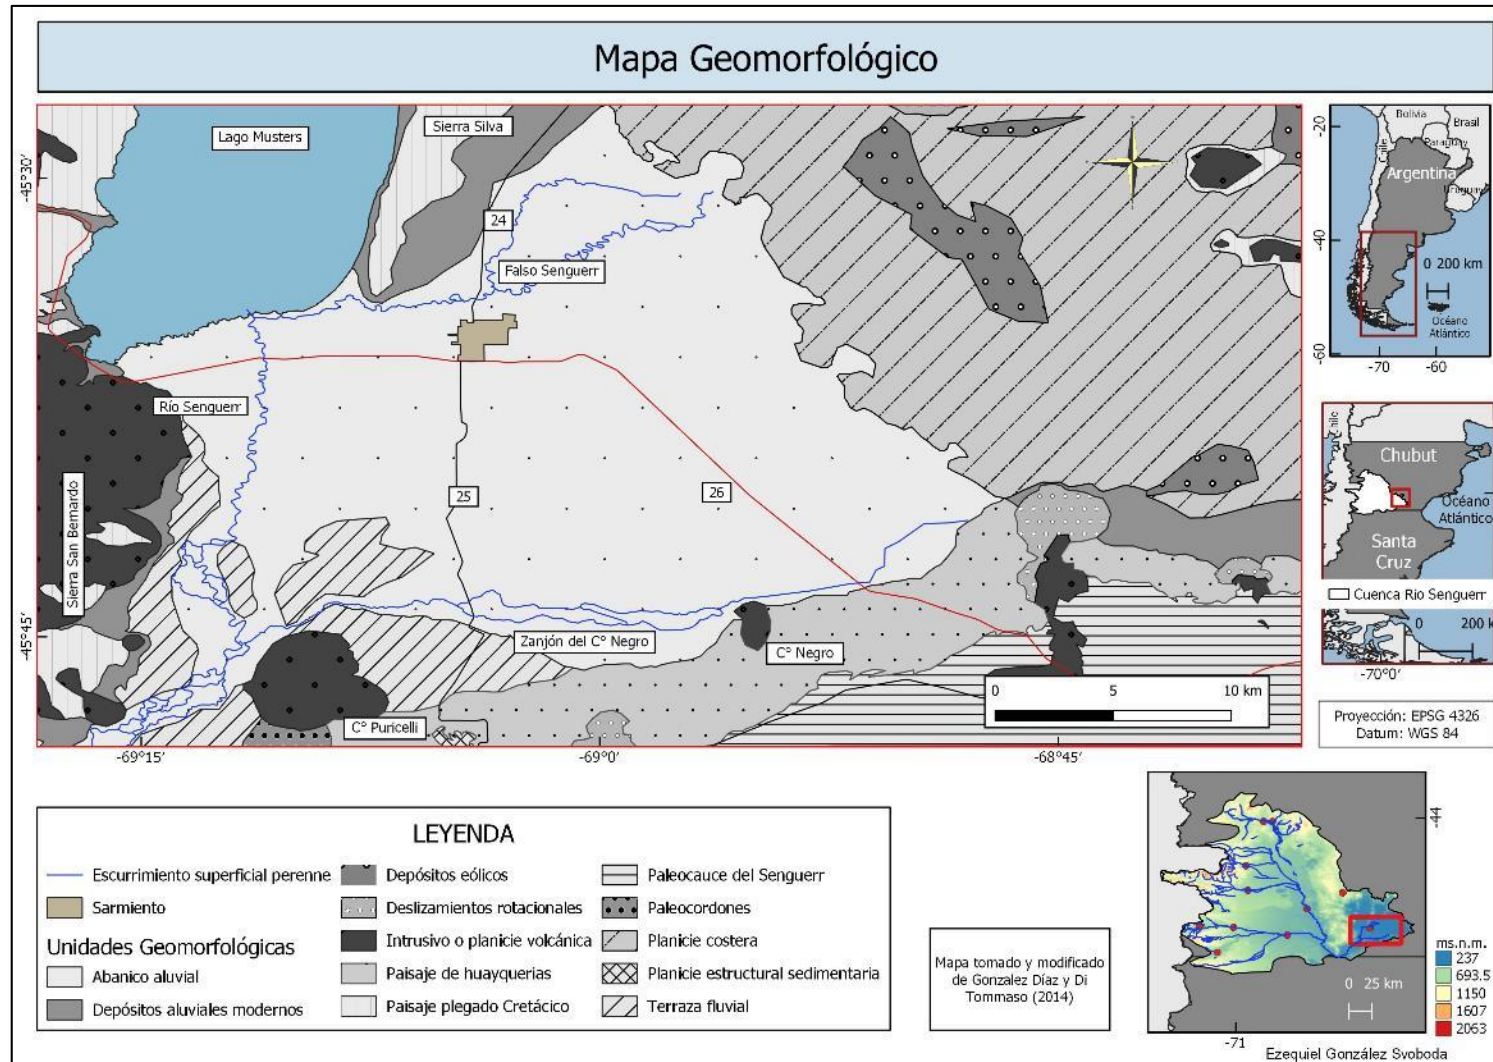 Mapa Geomorfológico
Lago Musters
Sierra Silva
24
Falso Senguerr
Río Senguerr
Sierra San Bernardo
25
26
Zanjón del C° Negro
C° Negro
C° Puricelli
0 5 10 km
-45°30'
-45°45'
-69°15'
-69°0'
-68°45'
Bolivia
Brasil
Paraguay
Chile
Argentina
Uruguay
0 200 km
Océano
Atlántico
-20
-40
-60
-70
-60
Chile
Chubut
Océano
Atlántico
Santa
Cruz
Cuenca Rio Senguerr
0 200 k
-70°0'
Proyección: EPSG 4326
Datum: WGS 84
LEYENDA
Escurrimiento superficial perenne
Sarmiento
Unidades Geomorfológicas
Abanico aluvial
Depósitos aluviales modernos
Depósitos eólicos
Deslizamientos rotacionales
Intrusivo o planicie volcánica
Paisaje de huayquerias
Paisaje plegado Cretácico
Paleocauce del Senguerr
Paleocordones
Planicie costera
Planicie estructural sedimentaria
Terraza fluvial
Mapa tomado y modificado
de Gonzalez Díaz y Di
Tommaso (2014)
-44
ms.n.m.
237
693.5
1150
1607
2063
0 25 km
-71
Ezequiel González Svoboda